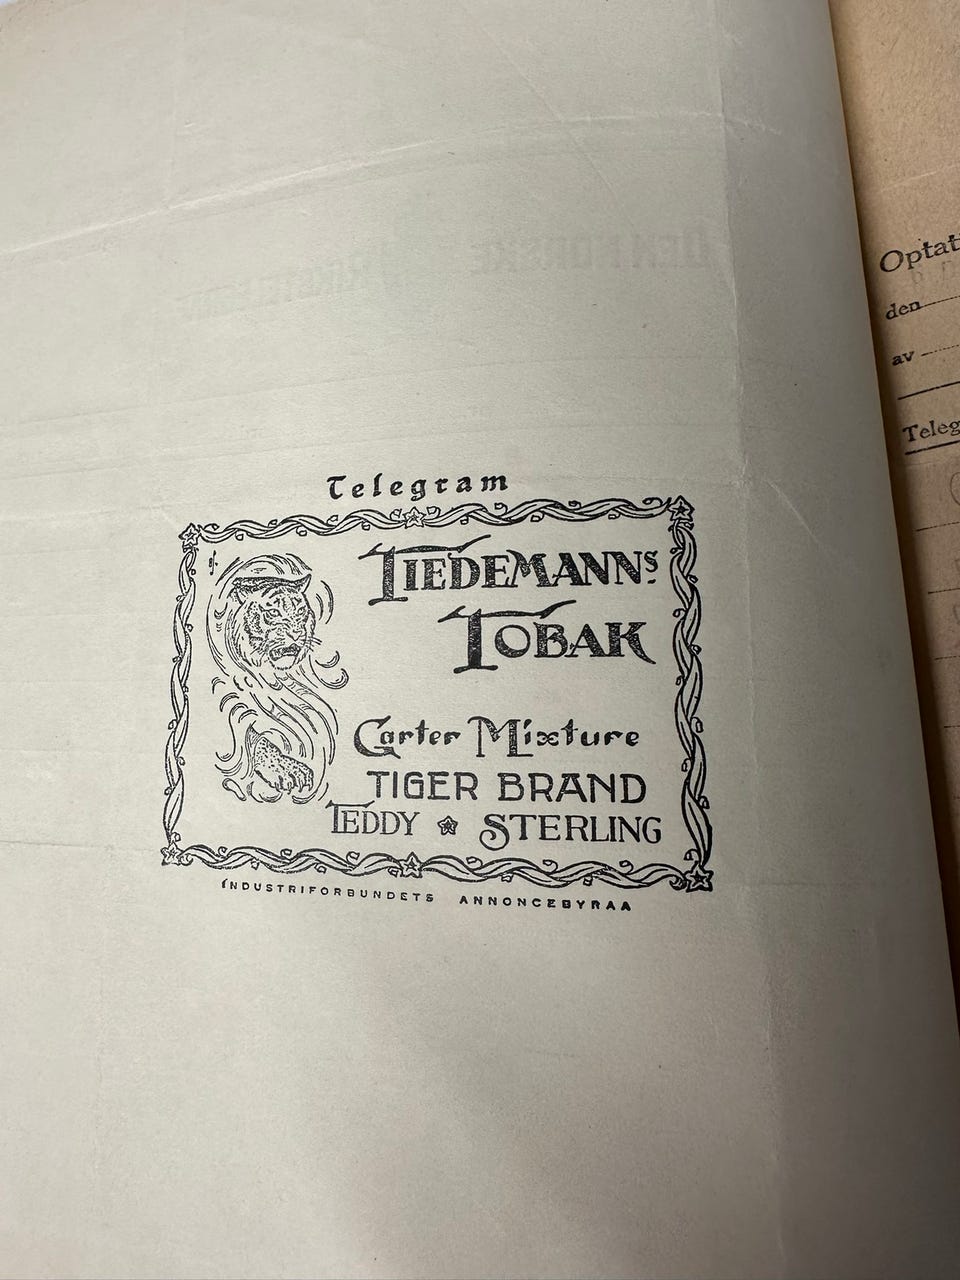 Telegram
TIEDEMANNS
TOBAK
Carter Mixture
TIGER BRAND
TEDDY STERLING
INDUSTRIFORBUNDETS ANNONCEBYRAA
Optat
den
av
Teleg